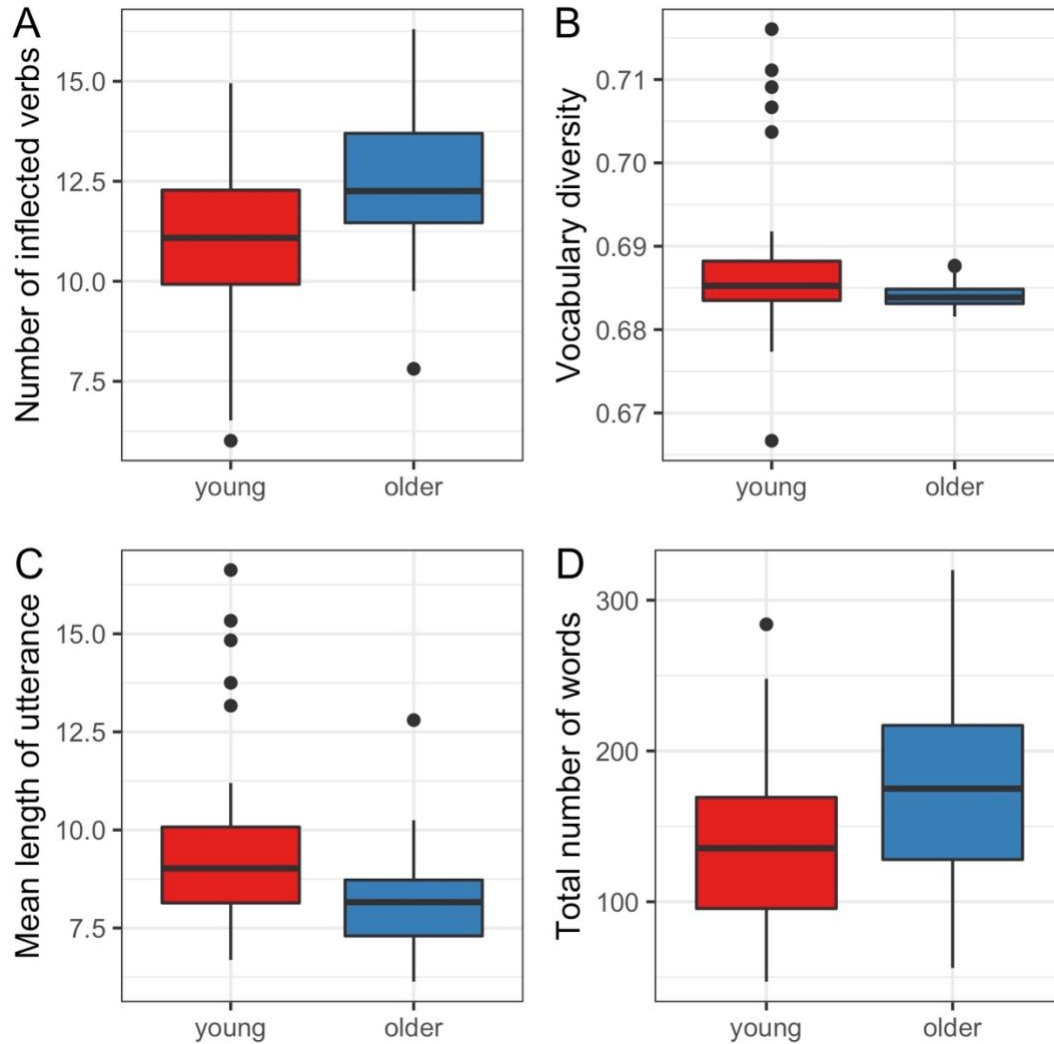 A
Number of inflected verbs
15.0
12.5
10.0
7.5
young older
B
Vocabulary diversity
0.71
0.70
0.69
0.68
0.67
young older
C
Mean length of utterance
15.0
12.5
10.0
7.5
young older
D
Total number of words
300
200
100
young older